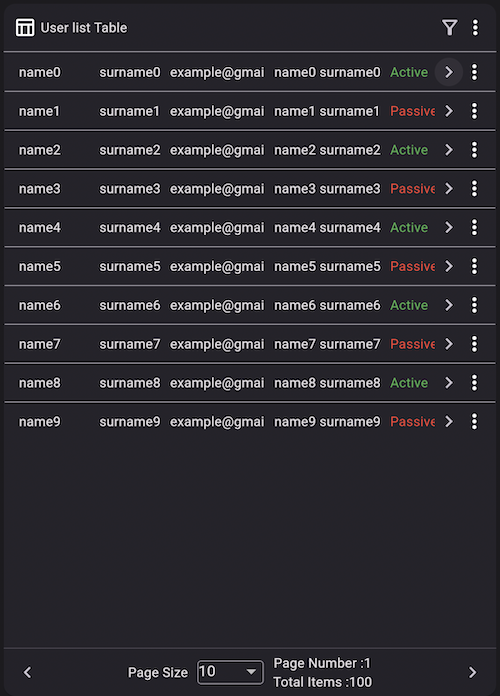 User list Table
name0 surname0 example@gmai name0 surname0 Active
name1 surname1 example@gmai name1 surname1 Passive
name2 surname2 example@gmai name2 surname2 Active
name3 surname3 example@gmai name3 surname3 Passive
name4 surname4 example@gmai name4 surname4 Active
name5 surname5 example@gmai name5 surname5 Passive
name6 surname6 example@gmai name6 surname6 Active
name7 surname7 example@gmai name7 surname7 Passive
name8 surname8 example@gmai name8 surname8 Active
name9 surname9 example@gmai name9 surname9 Passive
Page Size 10
Page Number :1
Total Items :100